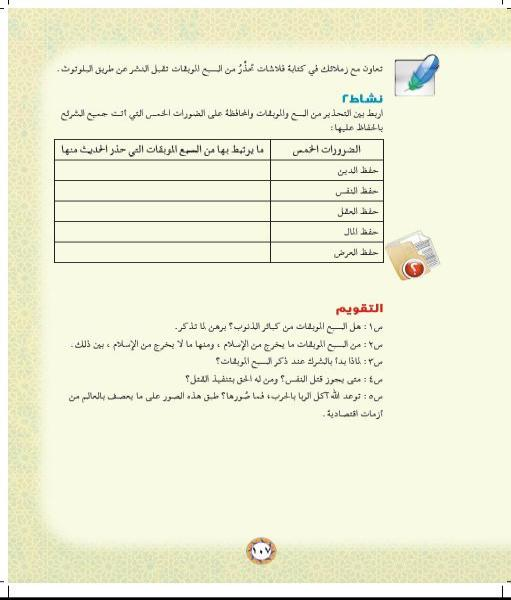 تعاون مع زملائك في كتابة فلاشات تحذّر من السبع الموبقات تقبل النشر عن طريق البلوتوث.
نشاط٢
اربط بين التحذير من السبع والموبقات والمحافظة على الضرورات الخمس التي أتت جميع الشرائع
بالحفاظ عليها:
الضرورات الخمس	ما يرتبط بها من السبع الموبقات التي حذر الحديث منها
حفظ الدين
حفظ النفس
حفظ العقل
حفظ المال
حفظ العرض
؟
التقويم
س١: هل السبع الموبقات من كبائر الذنوب؟ برهن لما تذكر.
س٢: من السبع الموبقات ما يخرج من الإسلام، ومنها ما لا يخرج من الإسلام، بين ذلك.
س٣: لماذا بدأ بالشرك عند ذكر السبع الموبقات؟
س٤: متى يجوز قتل النفس؟ ومن له الحق بتنفيذ القتل؟
س٥: توعد الله آكل الربا بالحرب، فما صُورها؟ طبق هذه الصور على ما يعصف بالعالم من
أزمات اقتصادية.
١٠٧